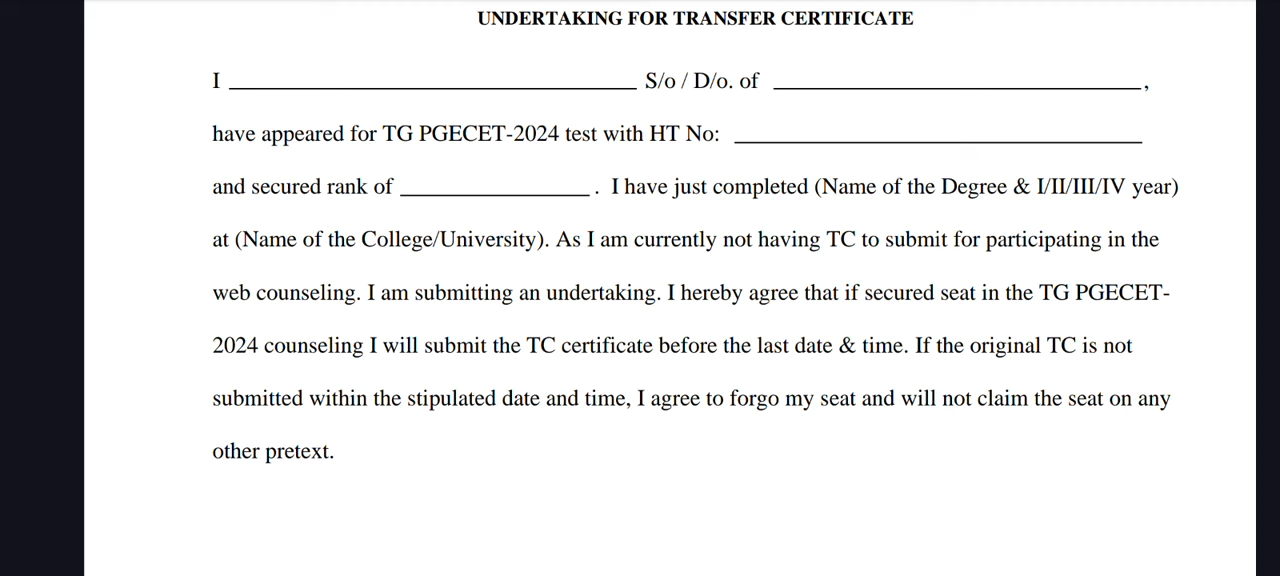 UNDERTAKING FOR TRANSFER CERTIFICATE
I ______________________ S/o / D/o. of ____________________,
have appeared for TG PGECET-2024 test with HT No: ______________________
and secured rank of __________. I have just completed (Name of the Degree & I/II/III/IV year)
at (Name of the College/University). As I am currently not having TC to submit for participating in the
web counseling. I am submitting an undertaking. I hereby agree that if secured seat in the TG PGECET-
2024 counseling I will submit the TC certificate before the last date & time. If the original TC is not
submitted within the stipulated date and time, I agree to forgo my seat and will not claim the seat on any
other pretext.